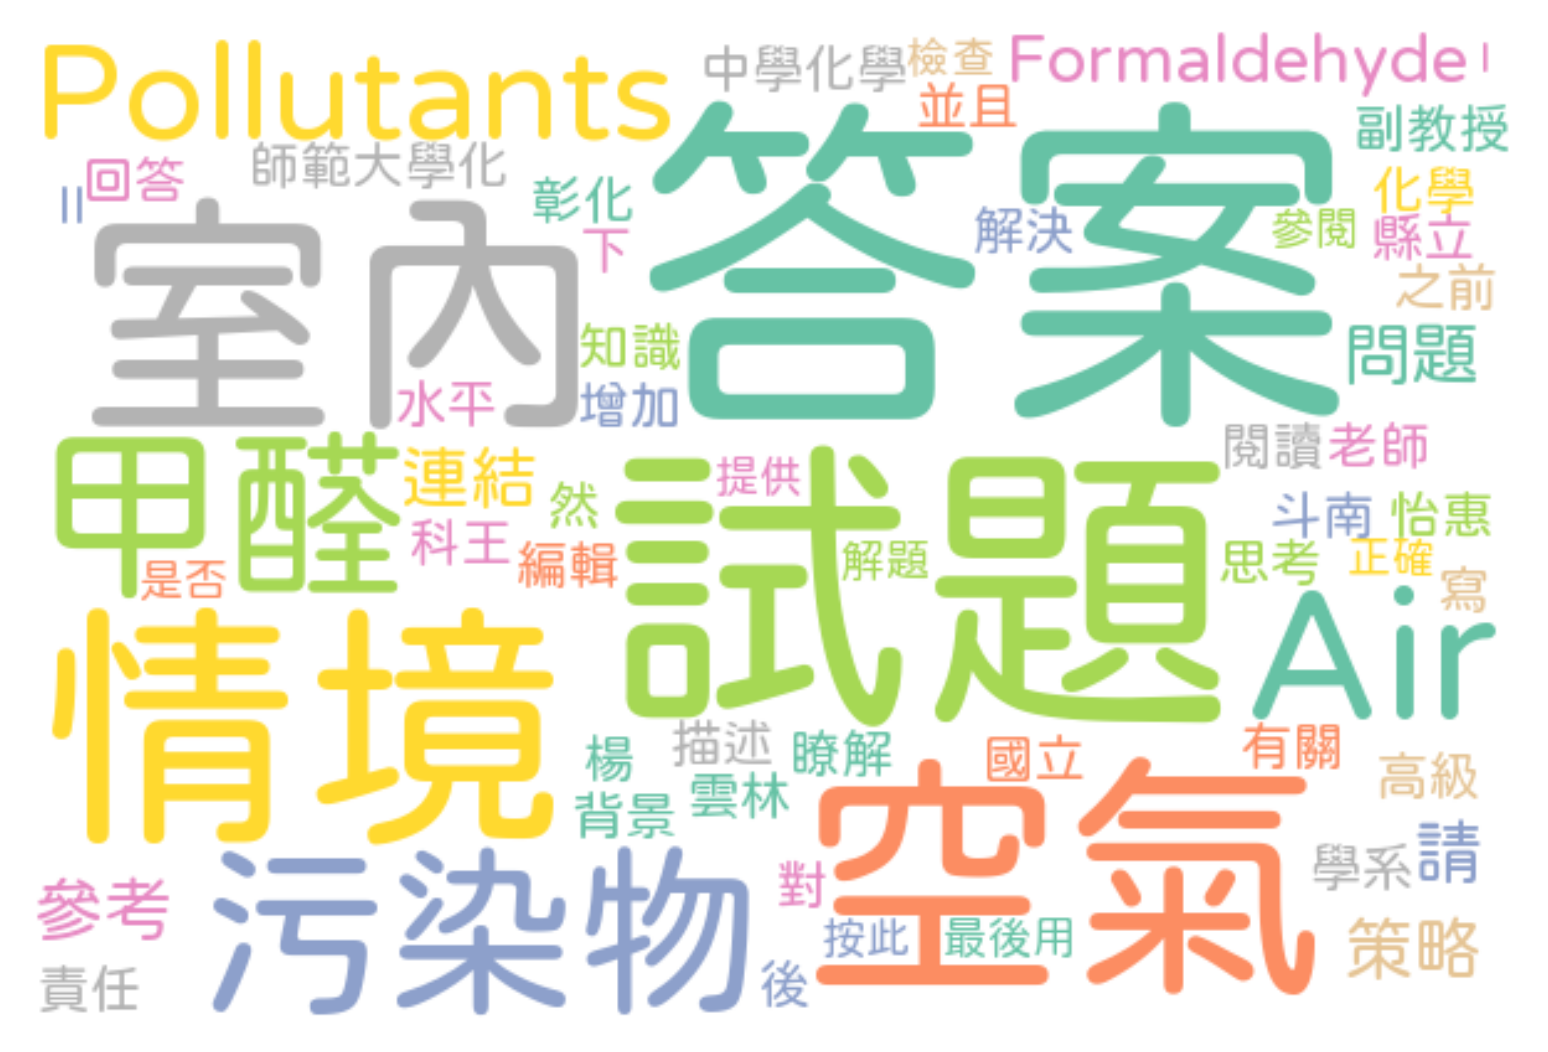 Pollutants
中學化學
檢查
Formaldehyde I
並且
副教授
師範大學化
回答
II
彰化
下
答案
解決
參閱
化學
縣立
之前
室內
知識
水平
增加
問題
閱讀
老師
甲醛
連結
然
提供
試題
科王
編輯
解題
斗南
怡惠
思考
正確
是否
寫
Air
情境
楊
描述
瞭解
國立
有關
背景
雲林
高級
空氣
污染物
對
學系
請
參考
按此
最後用
策略
責任
後